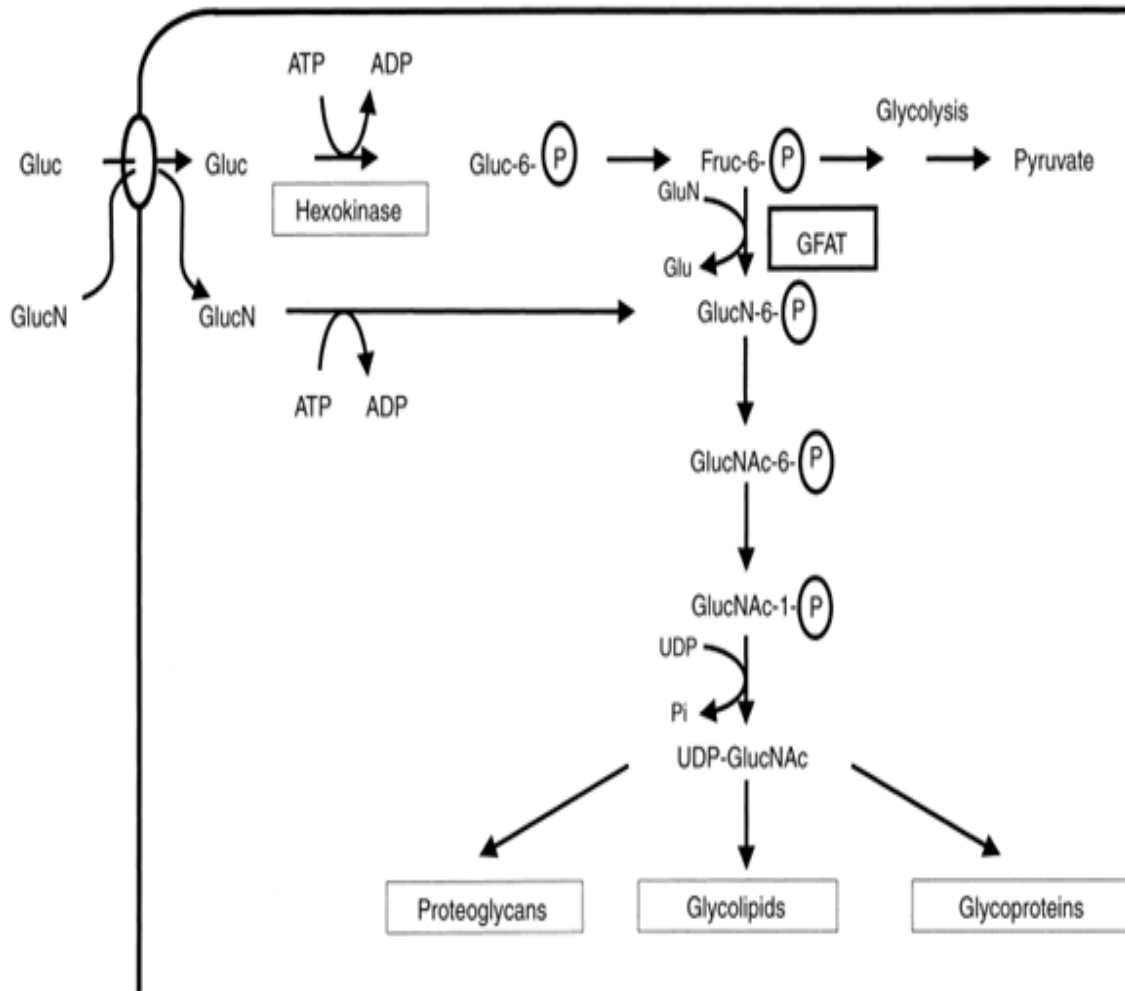 ATP ADP
Glycolysis
Gluc Gluc Gluc-6-P Fruc-6-P Pyruvate
Hexokinase
GluN
GFAT
Glu
GlucN GlucN GlucN-6-P
ATP ADP
GlucNAc-6-P
GlucNAc-1-P
UDP
Pi
UDP-GlucNAc
Proteoglycans Glycolipids Glycoproteins